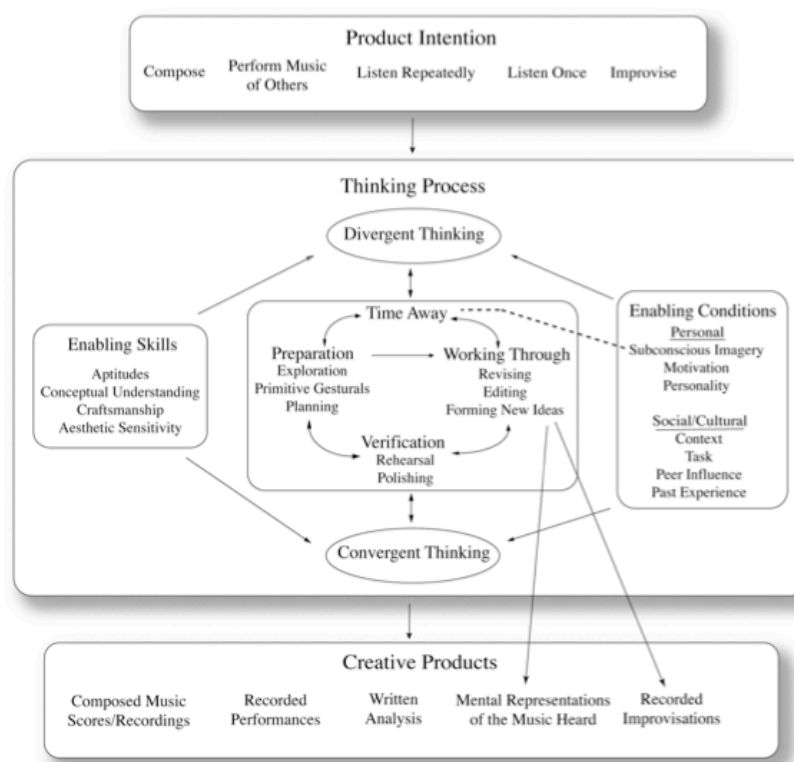 Product Intention
Compose
Perform Music
of Others
Listen Repeatedly
Listen Once
Improvise
Thinking Process
Divergent Thinking
Time Away
Enabling Skills
Aptitudes
Conceptual Understanding
Craftsmanship
Aesthetic Sensitivity
Preparation
Exploration
Primitive Gesturals
Planning
Working Through
Revising
Editing
Forming New Ideas
Verification
Rehearsal
Polishing
Enabling Conditions
Personal
Subconscious Imagery
Motivation
Personality
Social/Cultural
Context
Task
Peer Influence
Past Experience
Convergent Thinking
Creative Products
Composed Music
Scores/Recordings
Recorded
Performances
Written
Analysis
Mental Representations
of the Music Heard
Recorded
Improvisations